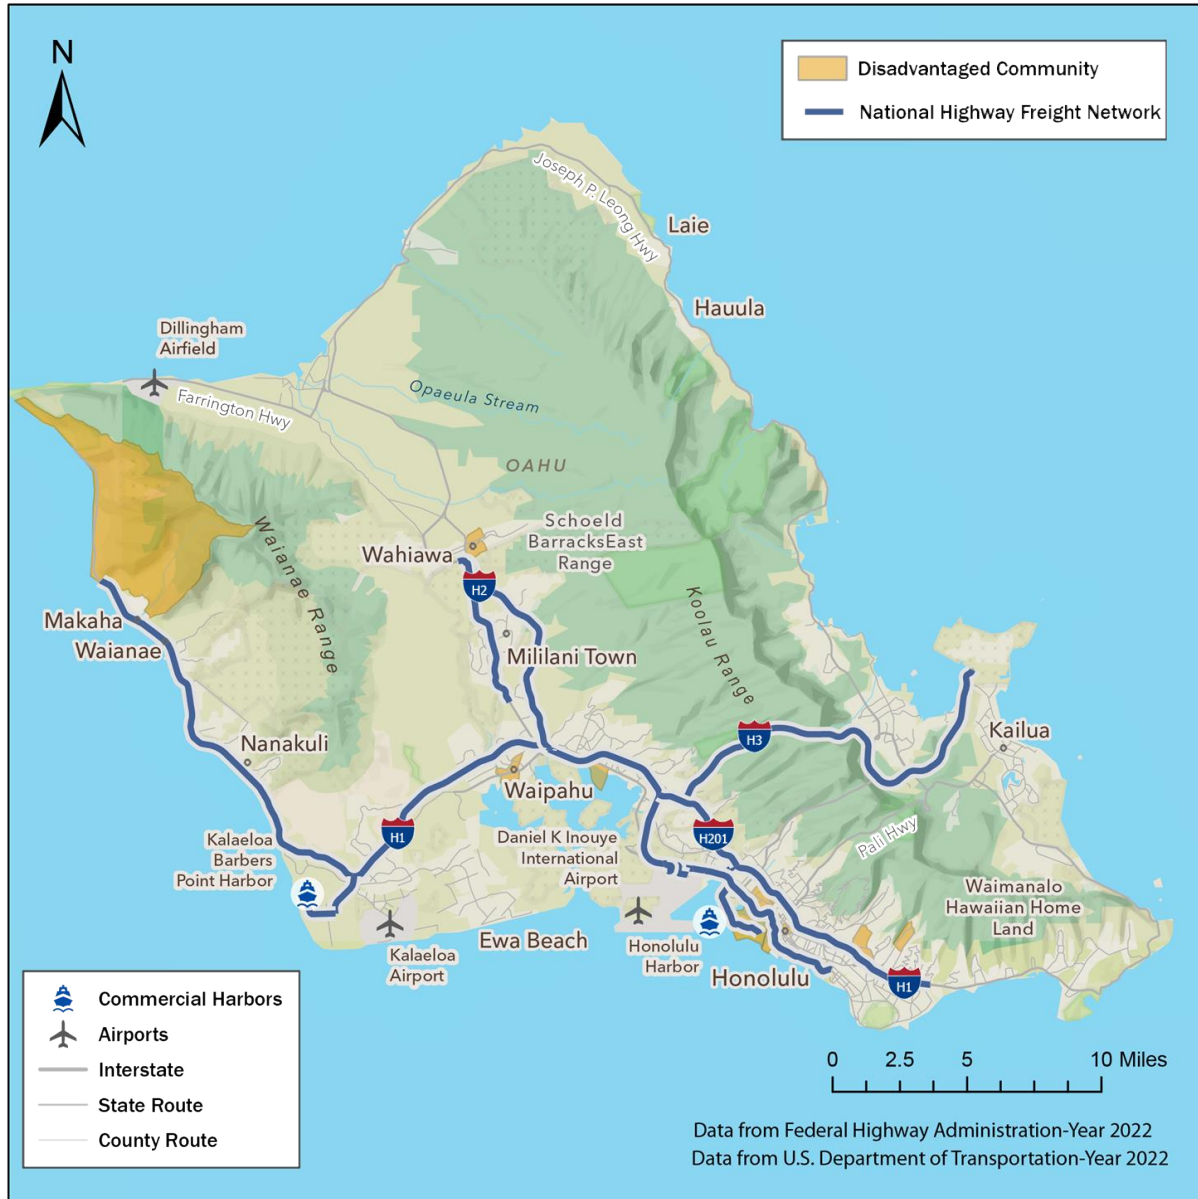 N
Disadvantaged Community
National Highway Freight Network
Joseph P. Leong Hwy
Laie
Hauula
Dillingham
Airfield
Farrington Hwy
Opaeula Stream
OAHU
Schoeld
BarracksEast
Range
Wahiawa
H2
Waianae Range
Koolau Range
Makaha
Waianae
Mililani Town
Nanakuli
H3
Kailua
Waipahu
H1
H201
Pali Hwy
Kalaeloa
Barbers
Point Harbor
Daniel K Inouye
International
Airport
Waimanalo
Hawaiian Home
Land
Ewa Beach
Kalaeloa
Airport
Honolulu
Harbor
Honolulu
H1
Commercial Harbors
Airports
Interstate
State Route
County Route
0 2.5 5 10 Miles
Data from Federal Highway Administration-Year 2022
Data from U.S. Department of Transportation-Year 2022